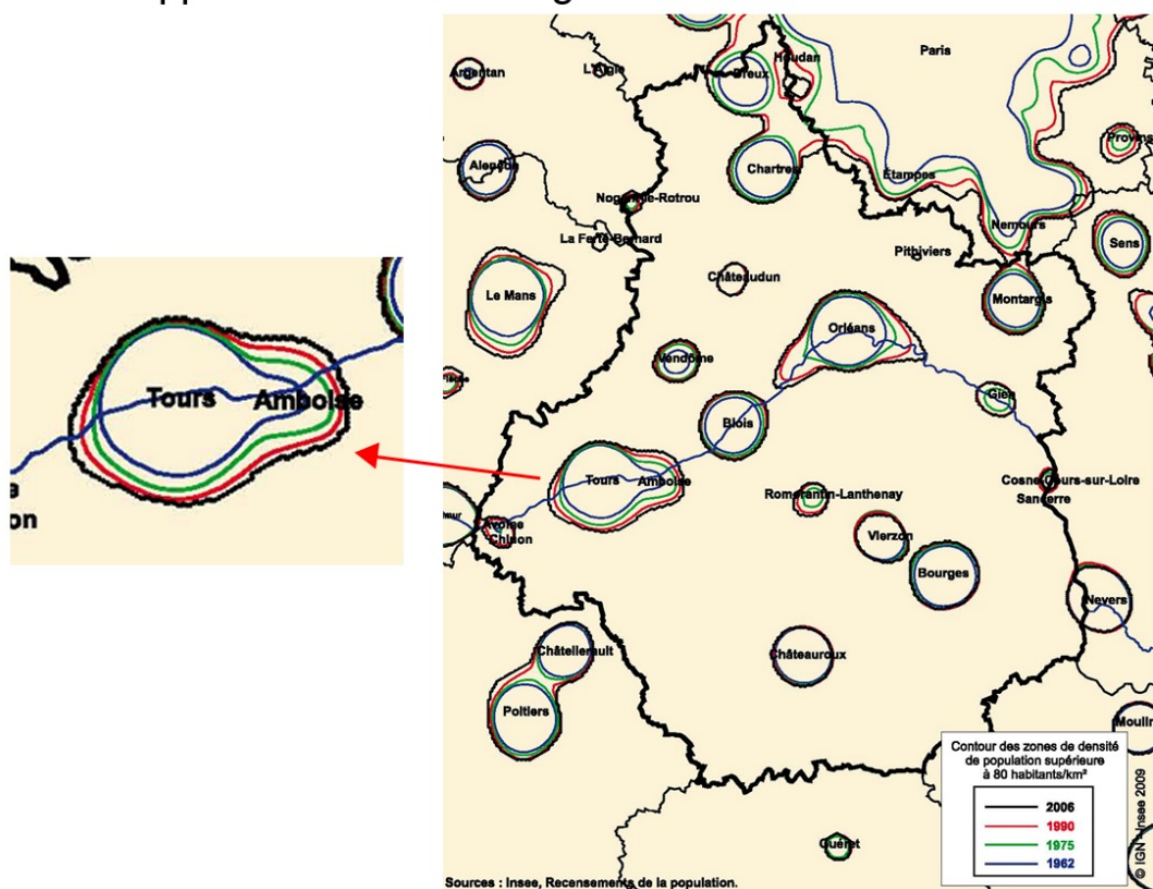 Paris
Houdan
Dreux
L'Aigle
Argentan
Provins
Alençon
Chartres
Étampes
Nogent-le-Rotrou
Nemours
La Ferté-Bernard
Pithiviers
Sens
Châteaudun
Le Mans
Montargis
Orléans
Vendôme
Gien
Blois
Tours
Amboise
Tours
Amboise
Cosne-Cours-sur-Loire
Romorantin-Lanthenay
Sancerre
Avoine
Vierzon
Chinon
on
Bourges
Nevers
Châtellerault
Châteauroux
Poitiers
Moulin
Contour des zones de densité
de population supérieure
à 80 habitants/km²
2006
1990
1975
1962
Guéret
© IGN - Insee 2009
Sources : Insee, Recensements de la population.